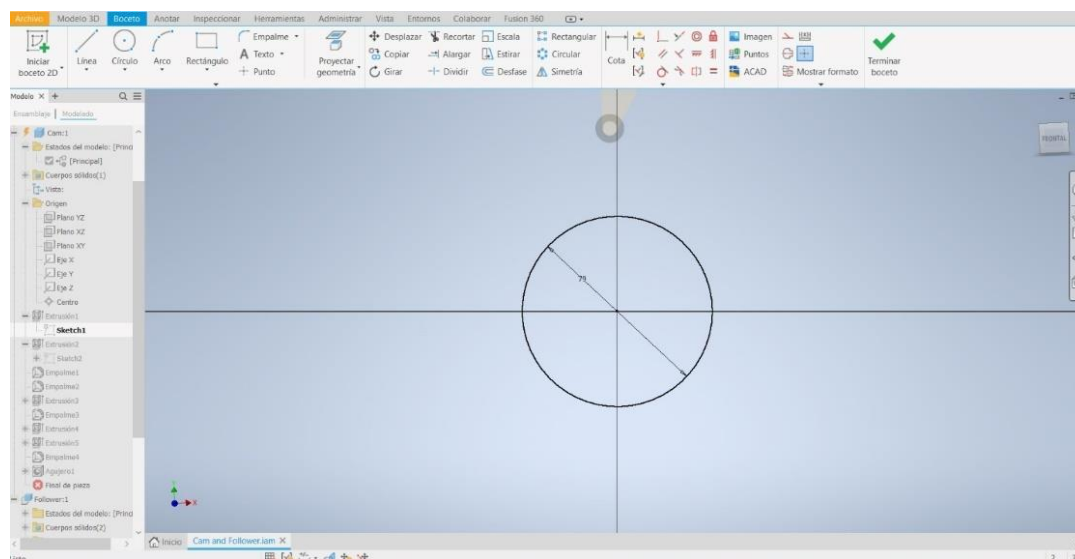 Archivo Modelo 3D Boceto Anotar Inspeccionar Herramientas Administrar Vista Entornos Colaborar Fusion 360
Iniciar boceto 2D
Línea
Círculo
Arco
Rectángulo
Empalme
Texto
Punto
Proyectar geometría
Desplazar Recortar Escala
Copiar Alargar Estirar
Girar Dividir Desfase
Rectangular
Circular
Simetría
Cota
Imagen
Puntos
ACAD
Mostrar formato
Terminar boceto
Modelo
Ensamblaje | Modelado
Cam:1
Estados del modelo: [Princi
[Principal]
Cuerpos sólidos(1)
Vista:
Origen
Plano YZ
Plano XZ
Plano XY
Eje X
Eje Y
Eje Z
Centro
Extrusión1
Sketch1
Extrusión2
Sketch2
Empalme1
Empalme2
Extrusión3
Empalme3
Extrusión4
Extrusión5
Empalme4
Agujero1
Final de pieza
Follower:1
Estados del modelo: [Princi
Cuerpos sólidos(2)
FRONTAL
X
Inicio Cam and Follower.iam